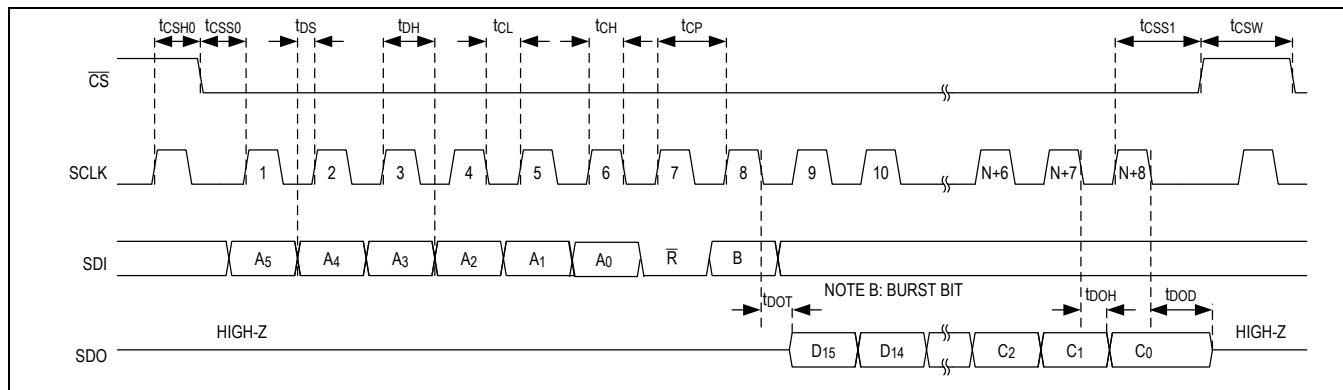 tCSH0 tCSS0 tDS tDH tCL tCH tCP tCSS1 tCSW
CS
SCLK 1 2 3 4 5 6 7 8 9 10 N+6 N+7 N+8
SDI A5 A4 A3 A2 A1 A0 R B
NOTE B: BURST BIT
tDOT tDOH tDOD
HIGH-Z HIGH-Z
SDO D15 D14 C2 C1 C0